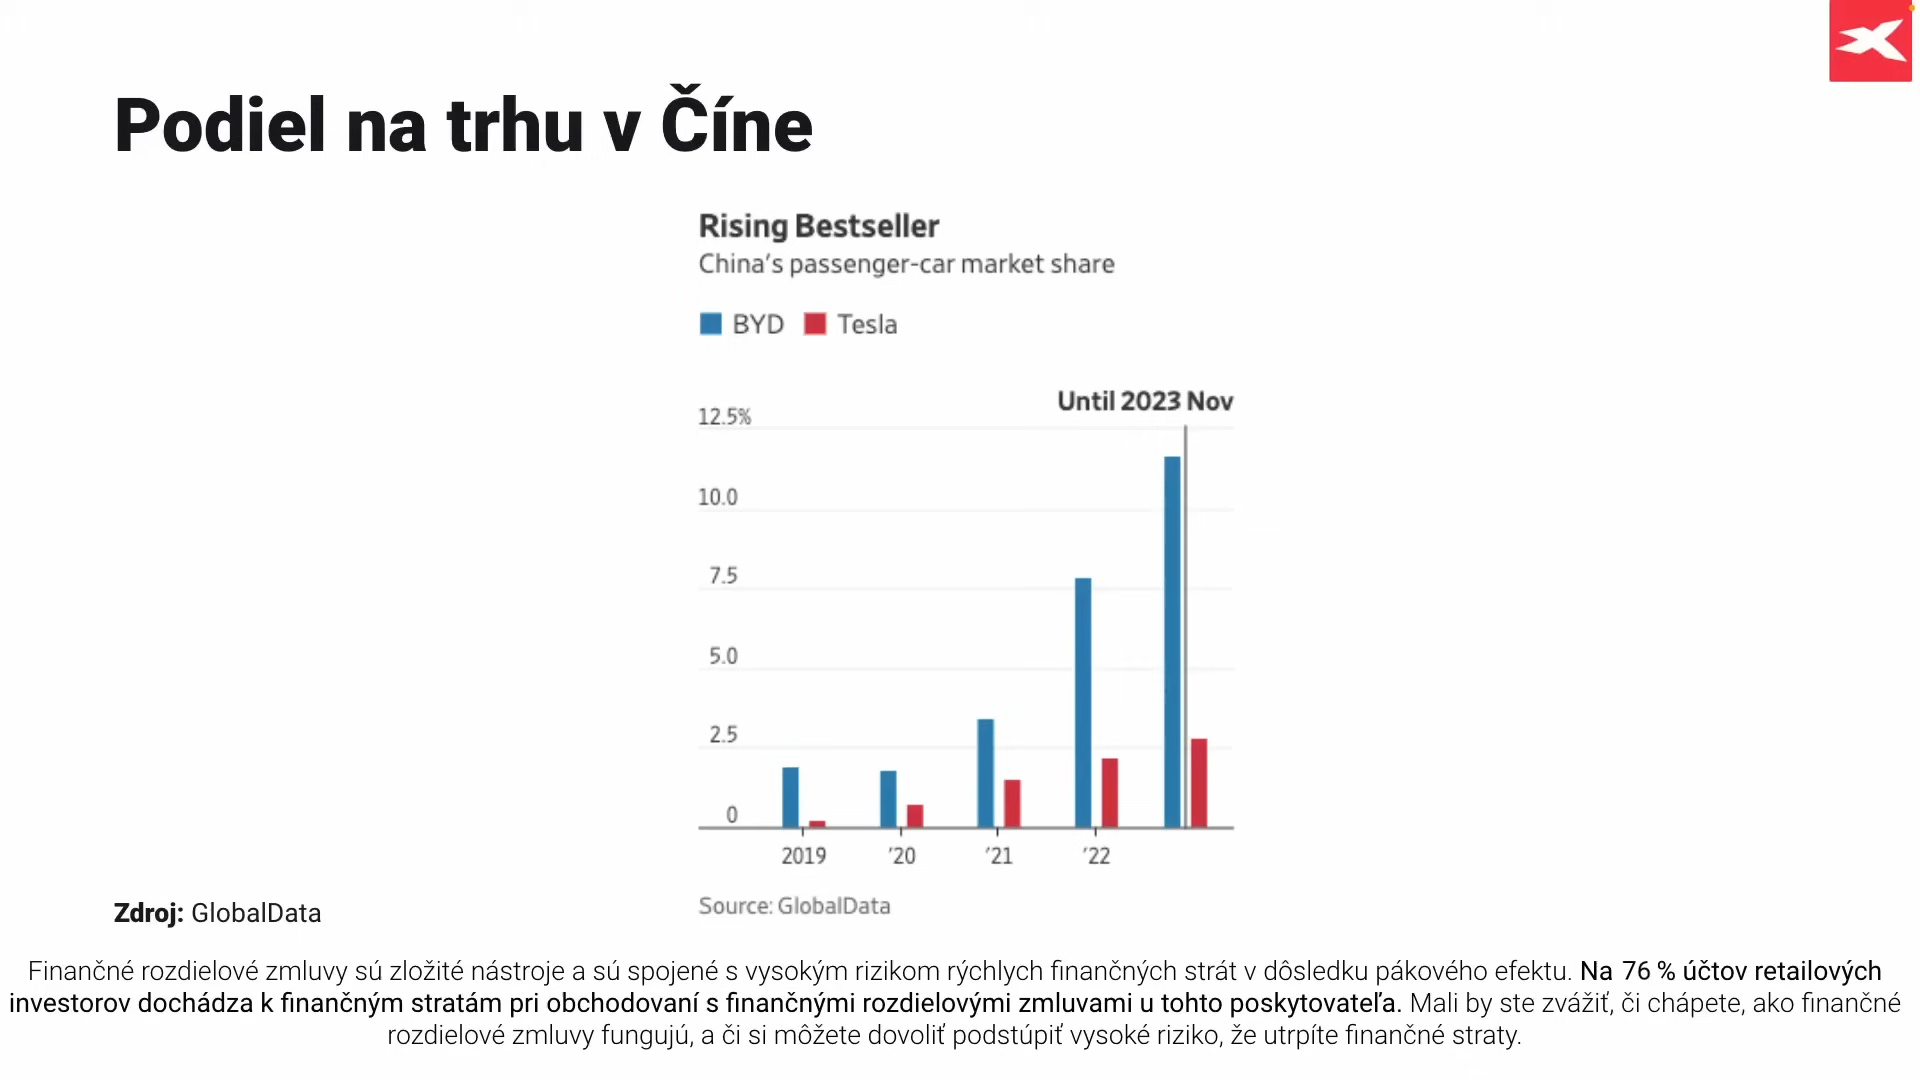 Podiel na trhu v Číne
Rising Bestseller
China's passenger-car market share
BYD Tesla
Until 2023 Nov
12.5%
10.0
7.5
5.0
2.5
0
2019 '20 '21 '22
Source: GlobalData
Zdroj: GlobalData
Finančné rozdielové zmluvy sú zložité nástroje a sú spojené s vysokým rizikom rýchlych finančných strát v dôsledku pákového efektu. Na 76 % účtov retailových
investorov dochádza k finančným stratám pri obchodovaní s finančnými rozdielovými zmluvami u tohto poskytovateľa. Mali by ste zvážiť, či chápete, ako finančné
rozdielové zmluvy fungujú, a či si môžete dovoliť podstúpiť vysoké riziko, že utrpíte finančné straty.